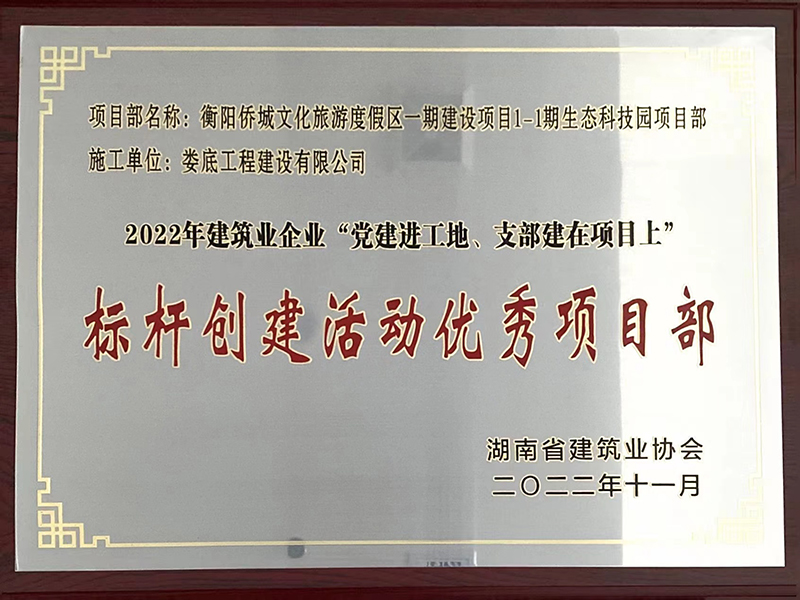 项目部名称：衡阳侨城文化旅游度假区一期建设项目1-1期生态科技园项目部
施工单位：娄底工程建设有限公司
2022年建筑业企业“党建进工地、支部建在项目上”
标杆创建活动优秀项目部
湖南省建筑业协会
二〇二二年十一月